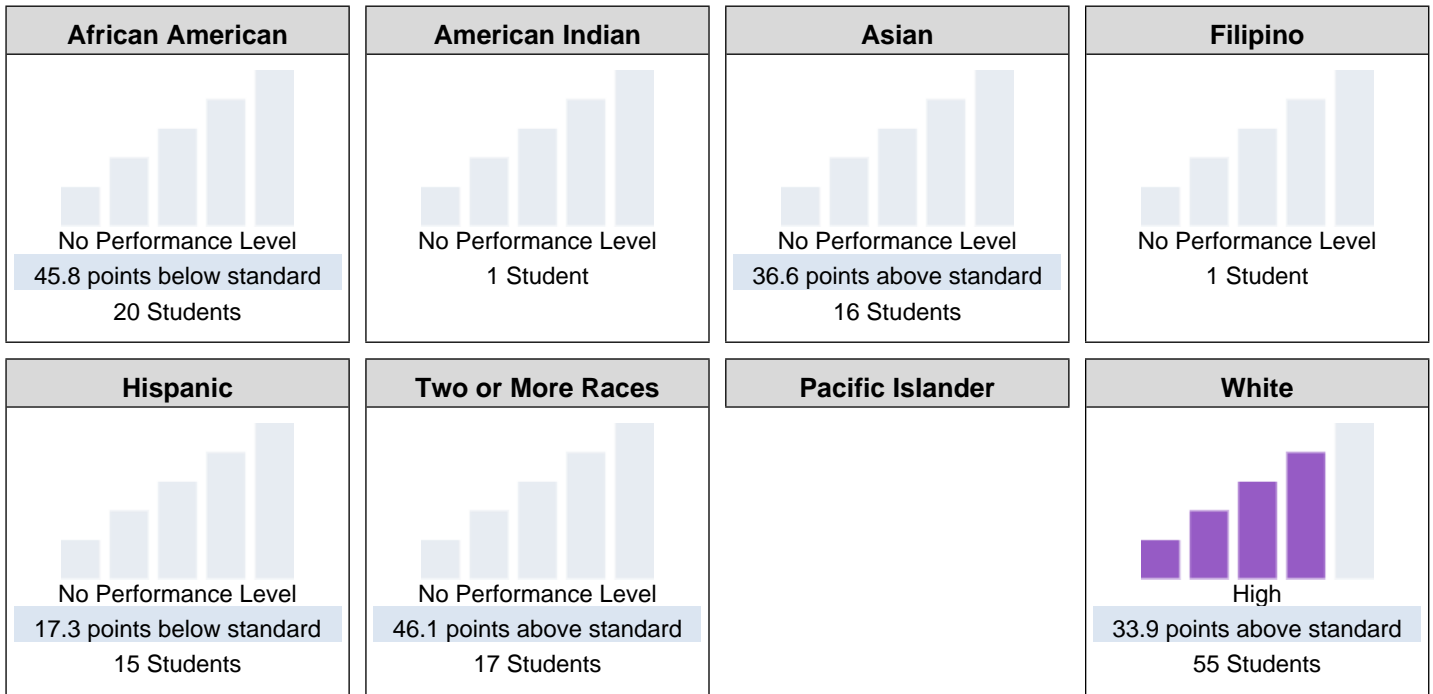 African American
No Performance Level
45.8 points below standard
20 Students
American Indian
No Performance Level
1 Student
Asian
No Performance Level
36.6 points above standard
16 Students
Filipino
No Performance Level
1 Student
Hispanic
No Performance Level
17.3 points below standard
15 Students
Two or More Races
No Performance Level
46.1 points above standard
17 Students
Pacific Islander
White
High
33.9 points above standard
55 Students